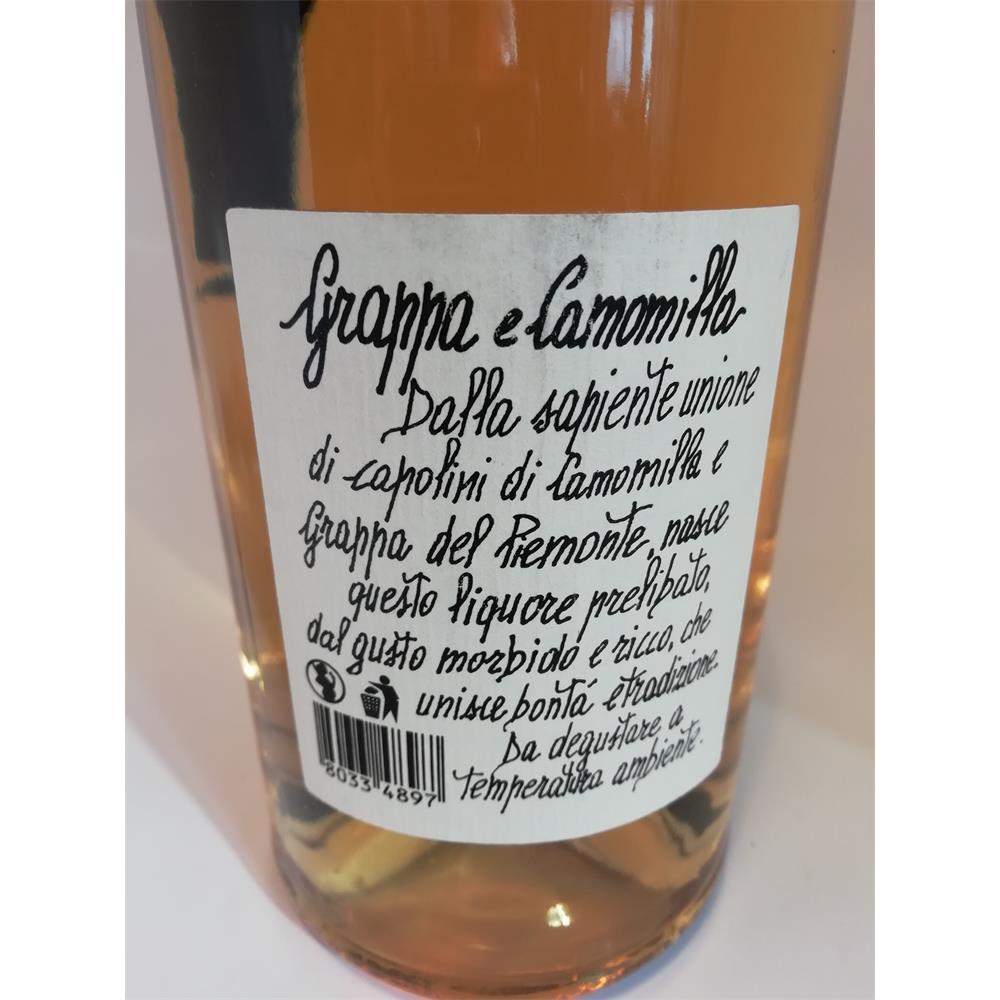 Grappa e Camomilla
Dalla sapiente unione
di capolini di Camomilla e
Grappa del Piemonte, nasce
questo liquore prelibato,
dal gusto morbido e ricco, che
unisce bontá e tradizione.
Da degustare a
temperatura ambiente.
8033 4897